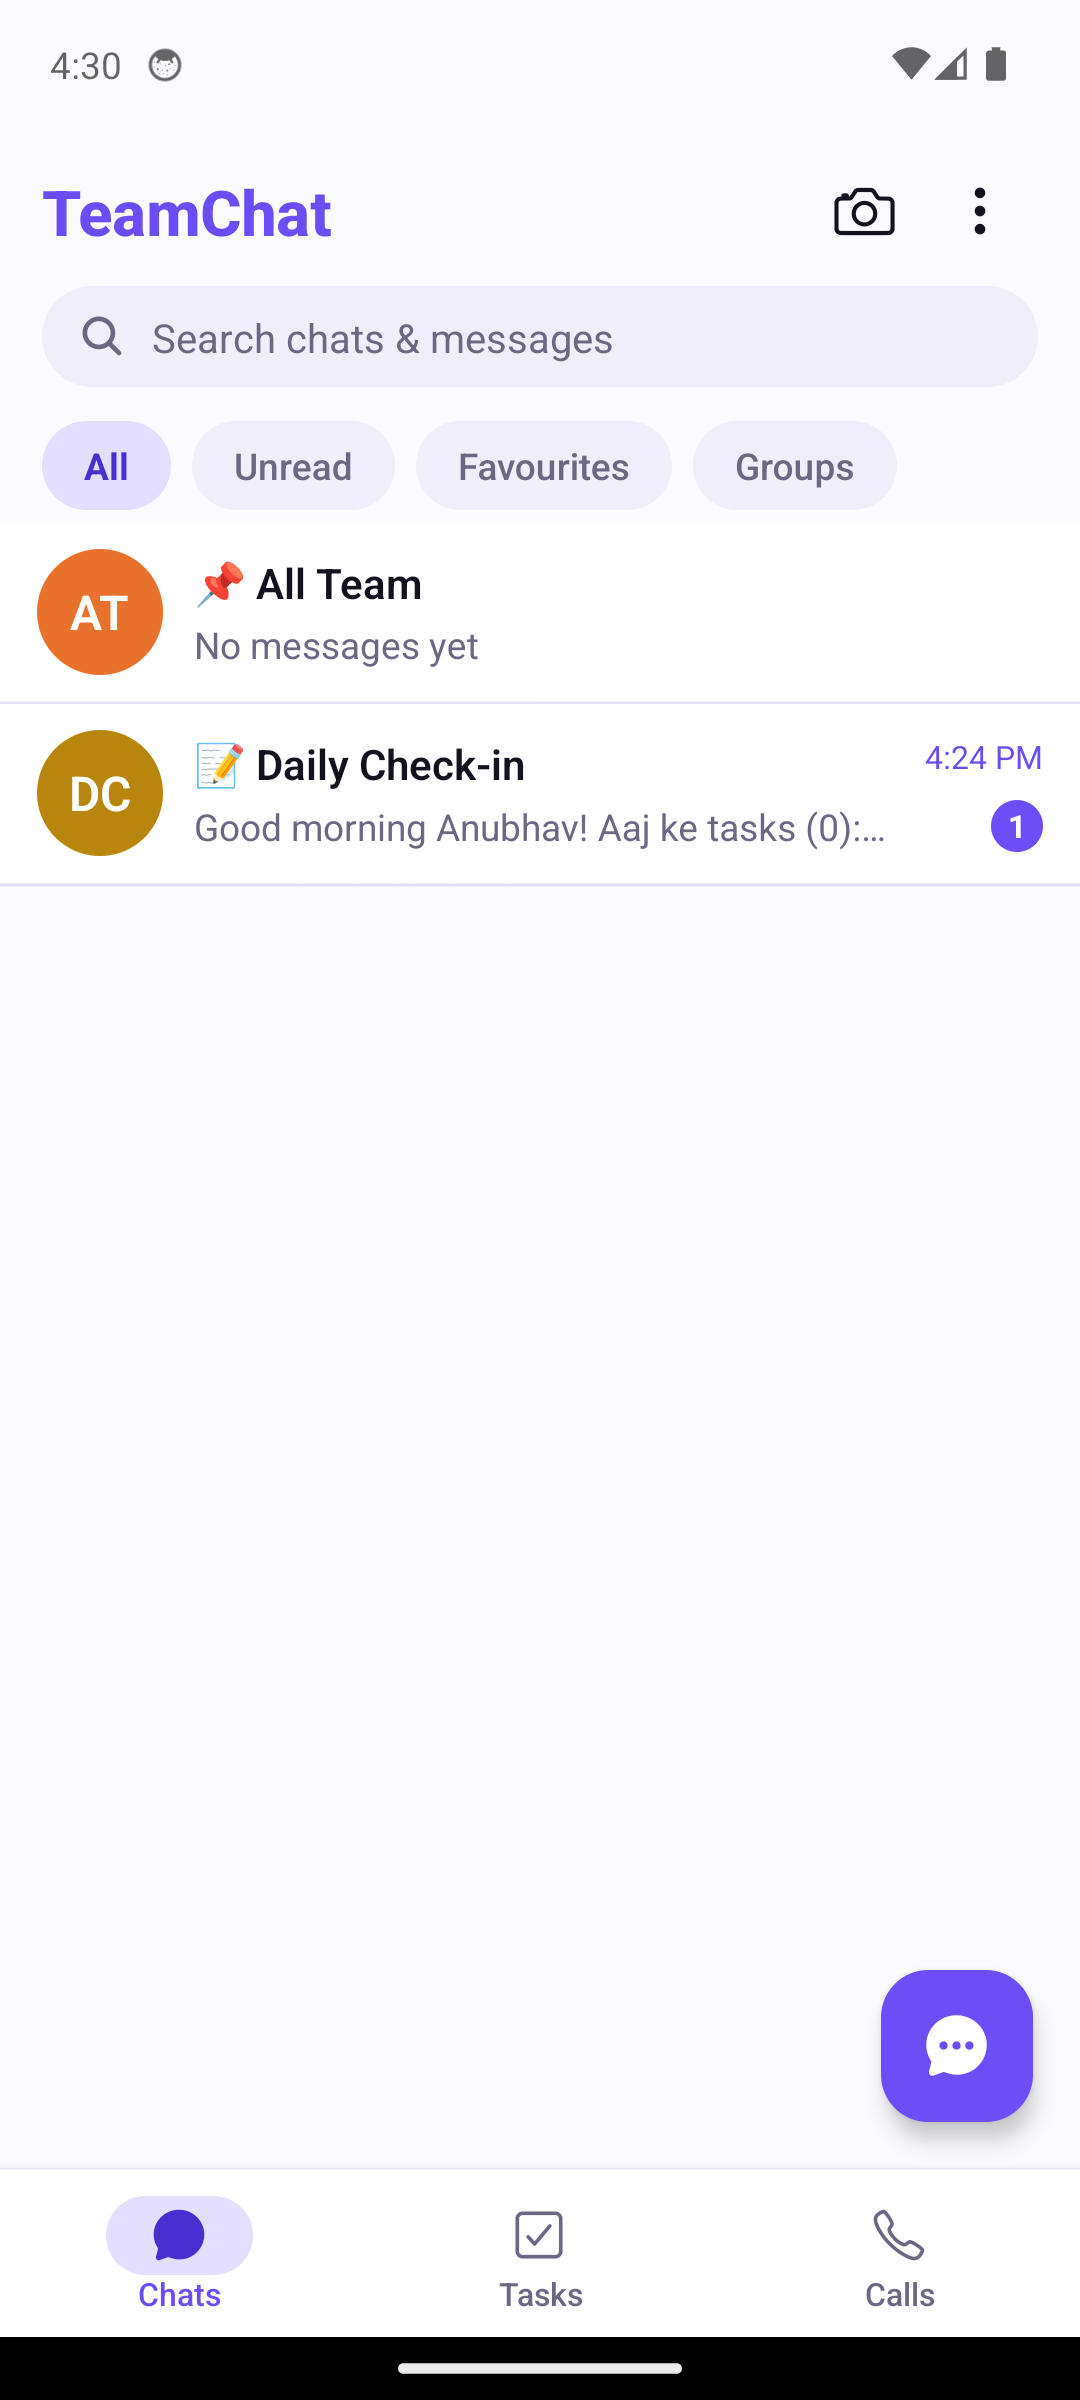 4:30
TeamChat
Search chats & messages
All Unread Favourites Groups
AT
📌 All Team
No messages yet
DC
📝 Daily Check-in 4:24 PM
Good morning Anubhav! Aaj ke tasks (0):... 1
Chats Tasks Calls